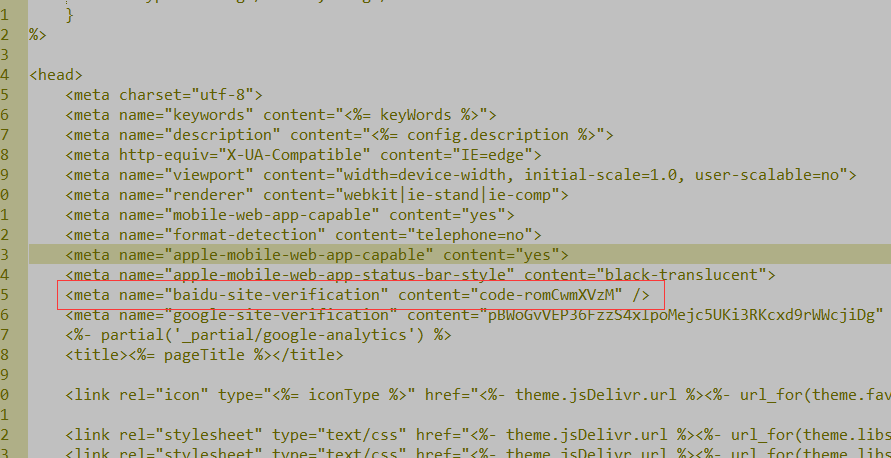 1 }
2 %>
3
4 <head>
5 <meta charset="utf-8">
6 <meta name="keywords" content="<%= keyWords %>">
7 <meta name="description" content="<%= config.description %>">
8 <meta http-equiv="X-UA-Compatible" content="IE=edge">
9 <meta name="viewport" content="width=device-width, initial-scale=1.0, user-scalable=no">
0 <meta name="renderer" content="webkit|ie-stand|ie-comp">
1 <meta name="mobile-web-app-capable" content="yes">
2 <meta name="format-detection" content="telephone=no">
3 <meta name="apple-mobile-web-app-capable" content="yes">
4 <meta name="apple-mobile-web-app-status-bar-style" content="black-translucent">
5 <meta name="baidu-site-verification" content="code-romCwmXVzM" />
6 <meta name="google-site-verification" content="pBWoGvVEP36FzzS4xIpoMejc5UKi3RKcxd9rWWcjiDg"
7 <%- partial('_partial/google-analytics') %>
8 <title><%= pageTitle %></title>
9
0 <link rel="icon" type="<%= iconType %>" href="<%- theme.jsDelivr.url %><%- url_for(theme.fav
1
2 <link rel="stylesheet" type="text/css" href="<%- theme.jsDelivr.url %><%- url_for(theme.libs
3 <link rel="stylesheet" type="text/css" href="<%- theme.jsDelivr.url %><%- url_for(theme.libs